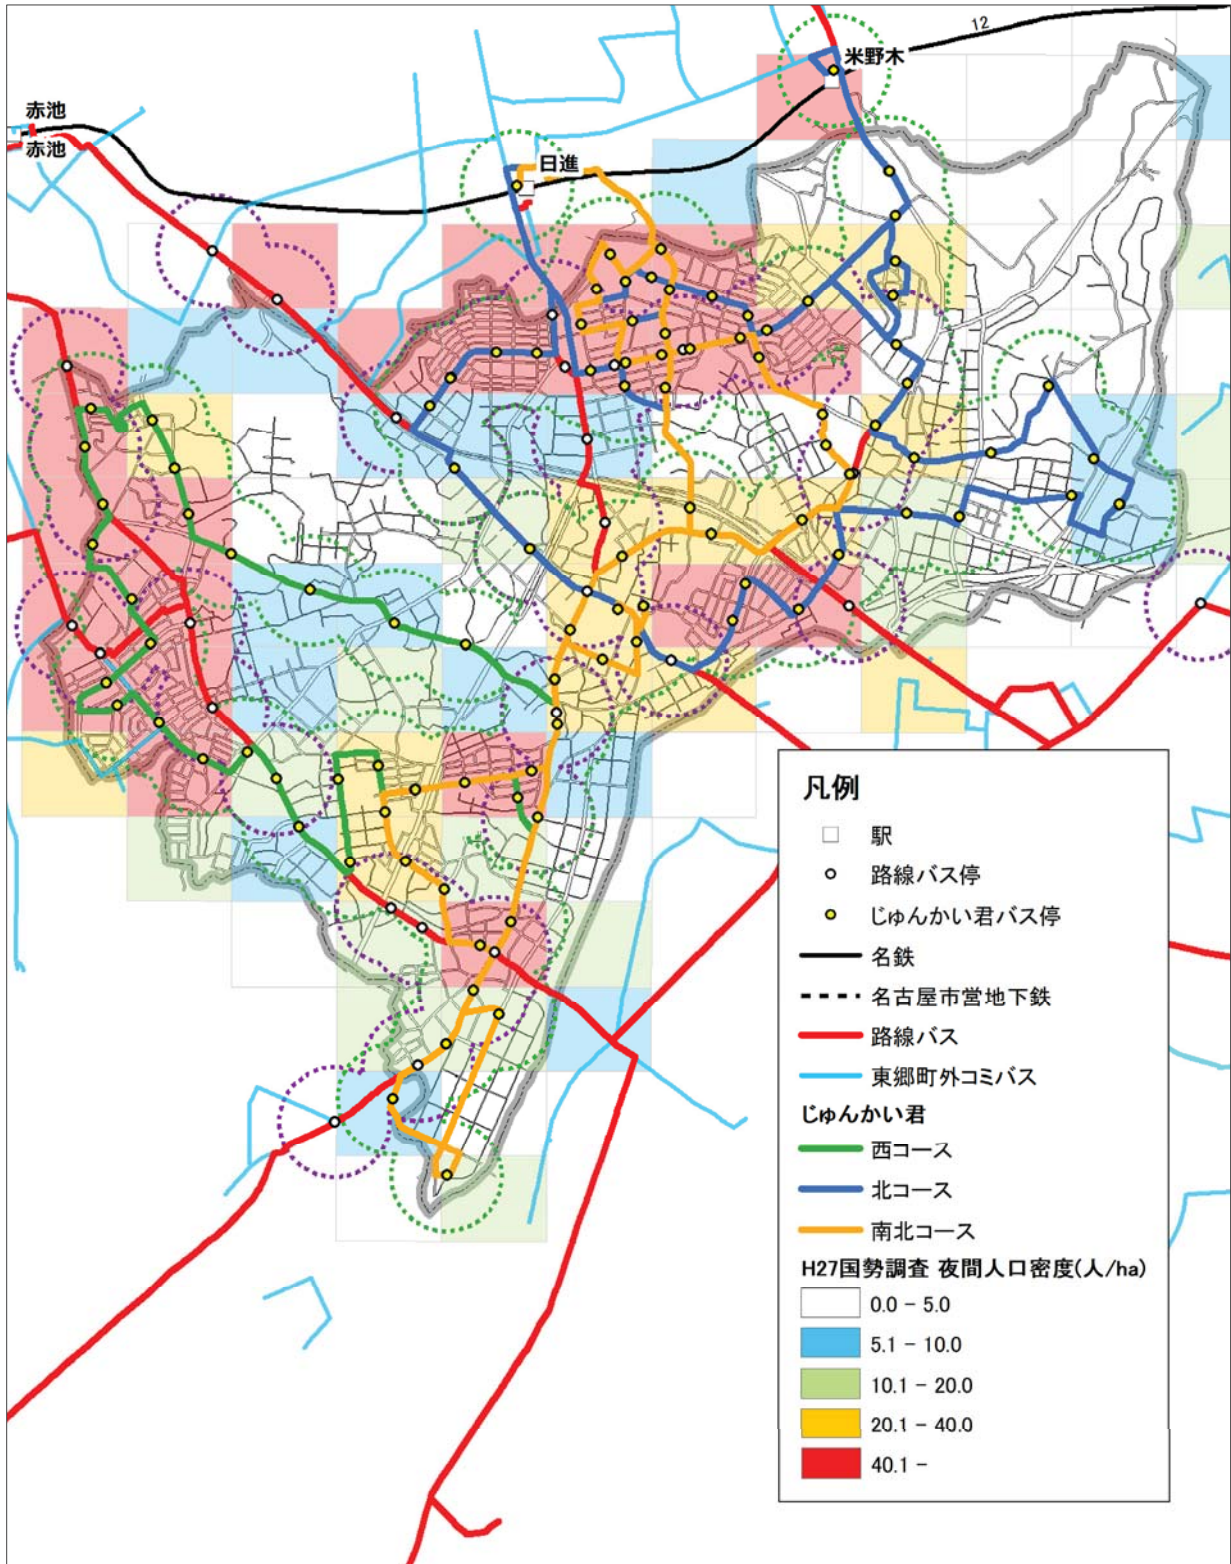 12
米野木
赤池
赤池
日進
凡例
駅
路線バス停
じゅんかい君バス停
名鉄
名古屋市営地下鉄
路線バス
東郷町外コミバス
じゅんかい君
西コース
北コース
南北コース
H27国勢調査 夜間人口密度(人/ha)
0.0 - 5.0
5.1 - 10.0
10.1 - 20.0
20.1 - 40.0
40.1 -